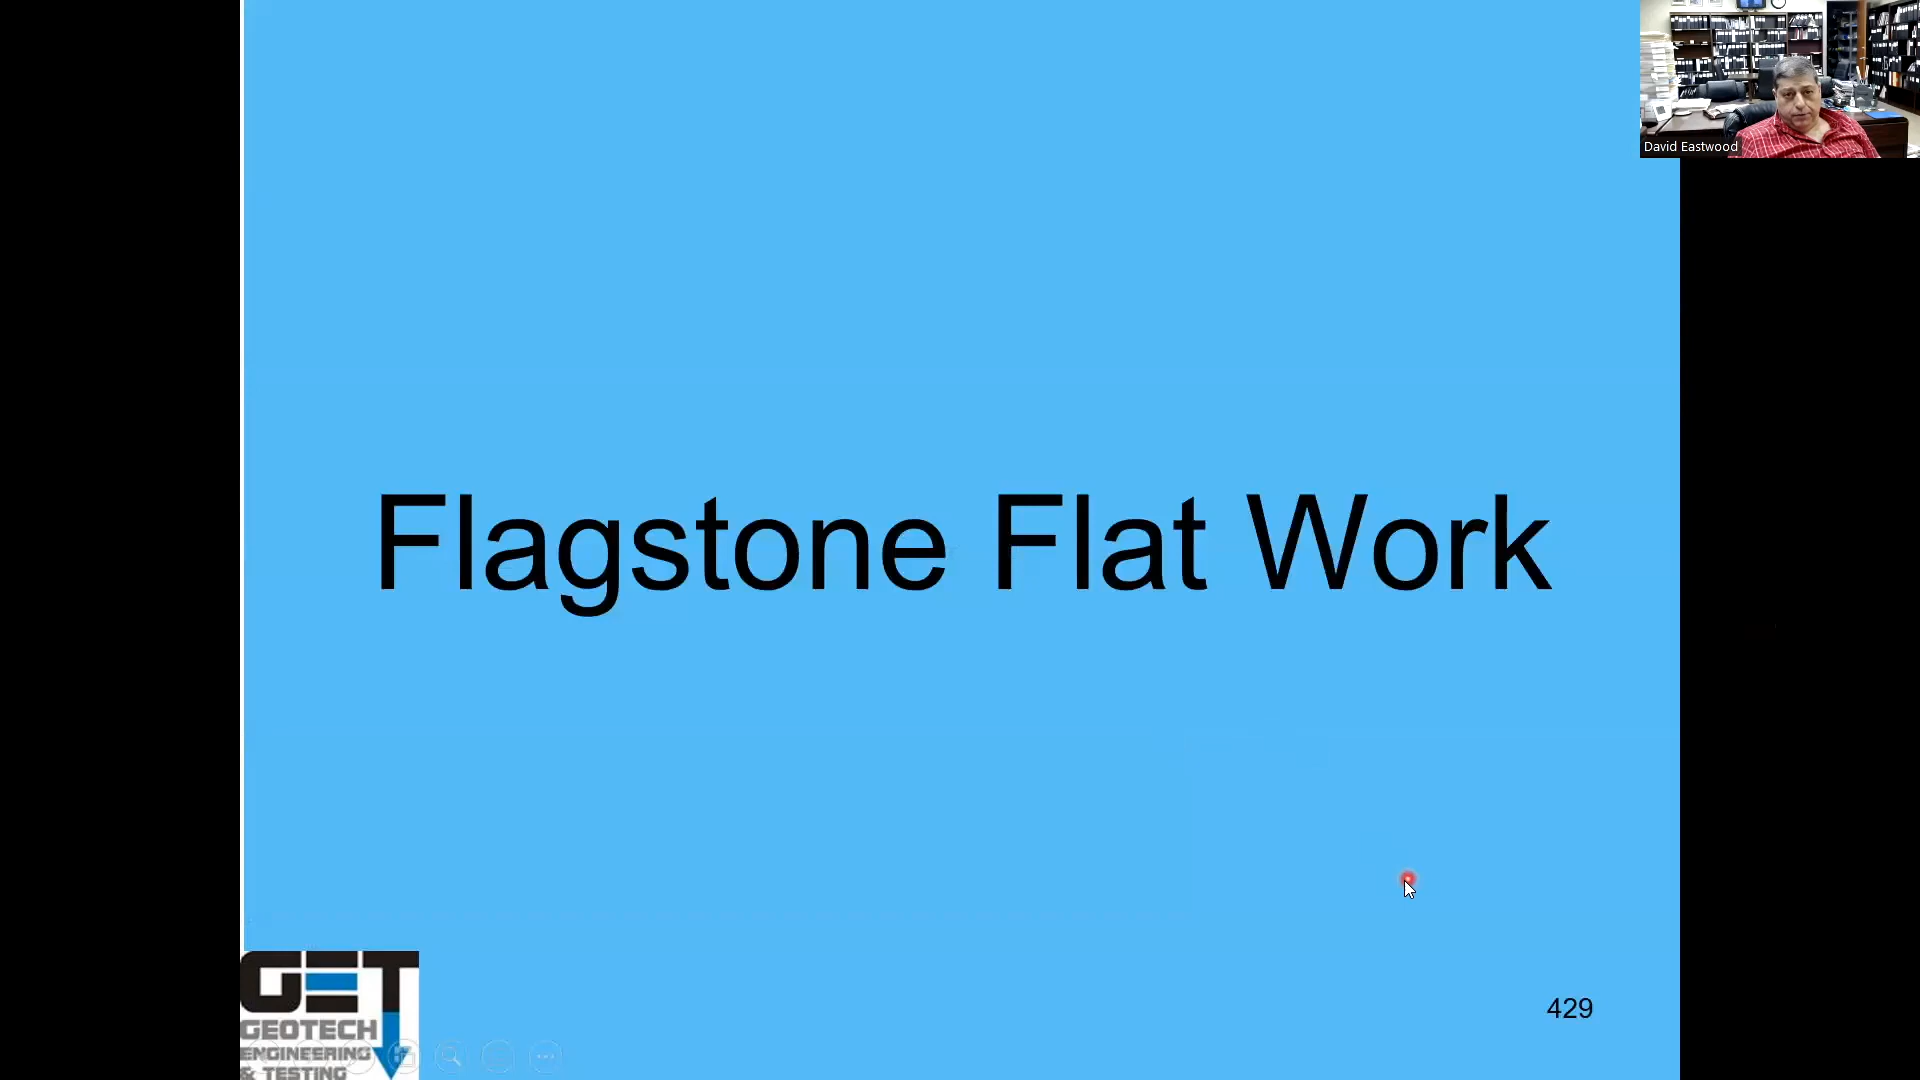 David Eastwood
Flagstone Flat Work
GET
GEOTECH
ENGINEERING
& TESTING
429